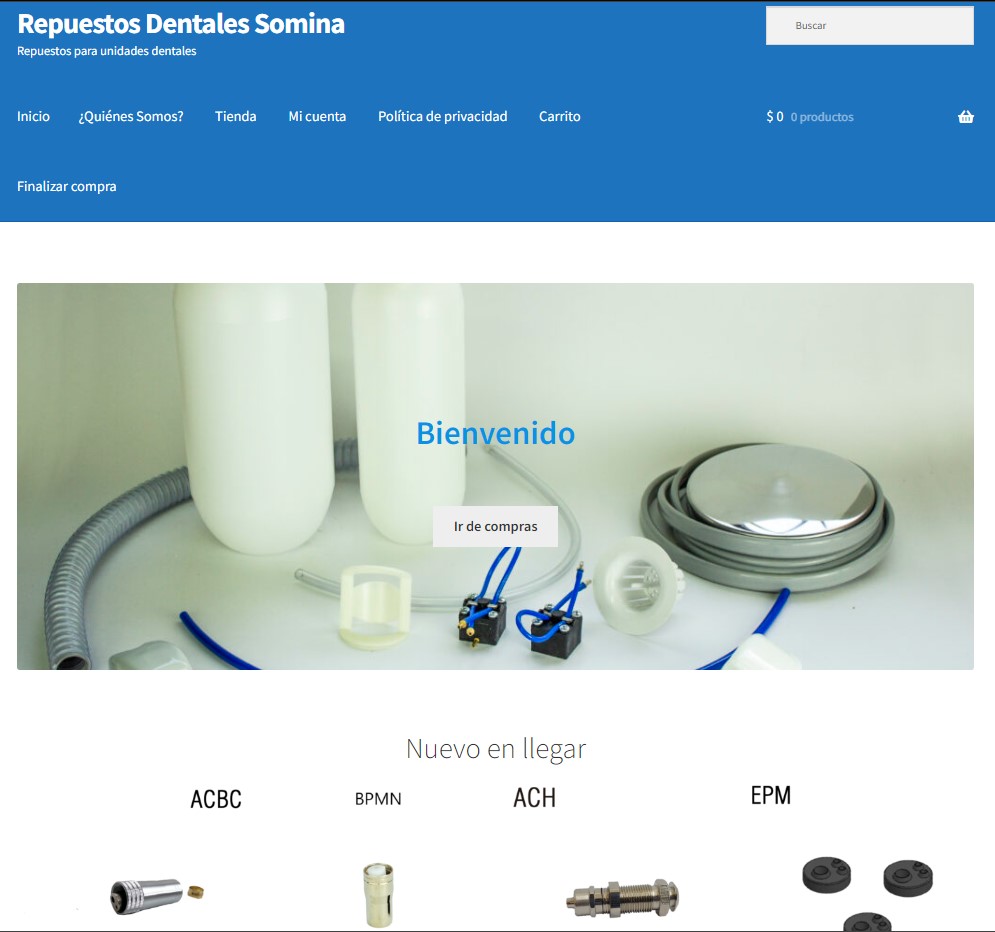 Repuestos Dentales Somina
Repuestos para unidades dentales
Buscar
Inicio
¿Quiénes Somos?
Tienda
Mi cuenta
Política de privacidad
Carrito
$ 0 0 productos
Finalizar compra
Bienvenido
Ir de compras
Nuevo en llegar
ACBC
BPMN
ACH
EPM